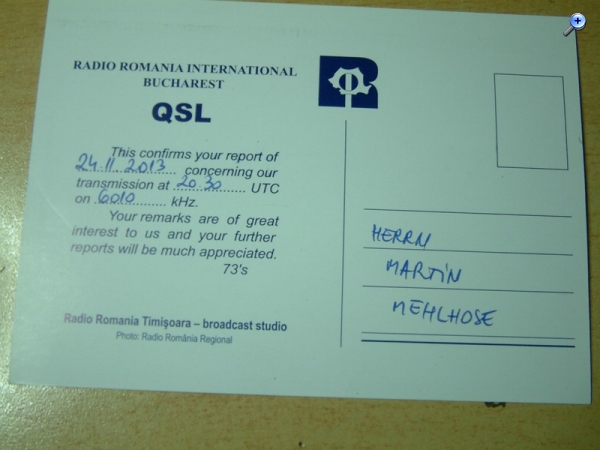 RADIO ROMANIA INTERNATIONAL
BUCHAREST
QSL
This confirms your report of
24.11.2013 concerning our
transmission at 20 30 UTC
on 6010 kHz.
Your remarks are of great
interest to us and your further
reports will be much appreciated.
73's
Radio Romania Timişoara – broadcast studio
Photo: Radio România Regional
HERRN
MARTIN
MEHLHOSE